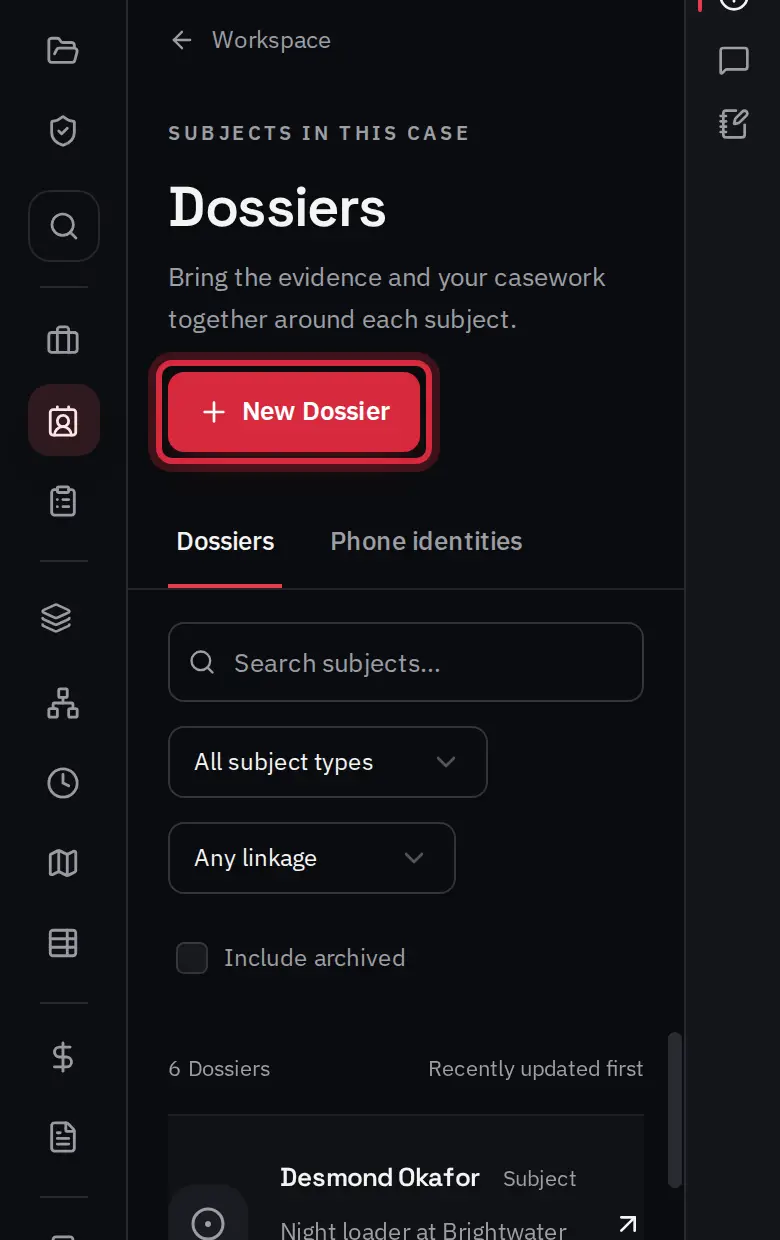 Workspace
SUBJECTS IN THIS CASE
Dossiers
Bring the evidence and your casework
together around each subject.
New Dossier
Dossiers
Phone identities
Search subjects...
All subject types
Any linkage
Include archived
6 Dossiers
Recently updated first
Desmond Okafor Subject
Night loader at Brightwater